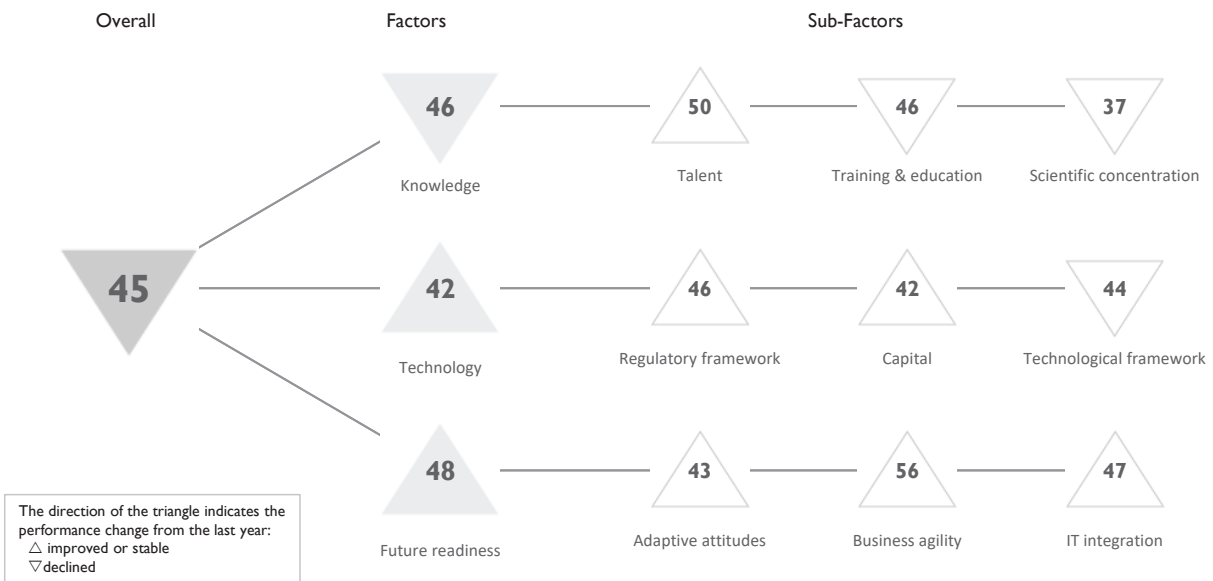 Overall
Factors
Sub-Factors
46
50
46
37
Knowledge
Talent
Training & education
Scientific concentration
45
42
46
42
44
Technology
Regulatory framework
Capital
Technological framework
48
43
56
47
Future readiness
Adaptive attitudes
Business agility
IT integration
The direction of the triangle indicates the
performance change from the last year:
△ improved or stable
▽ declined